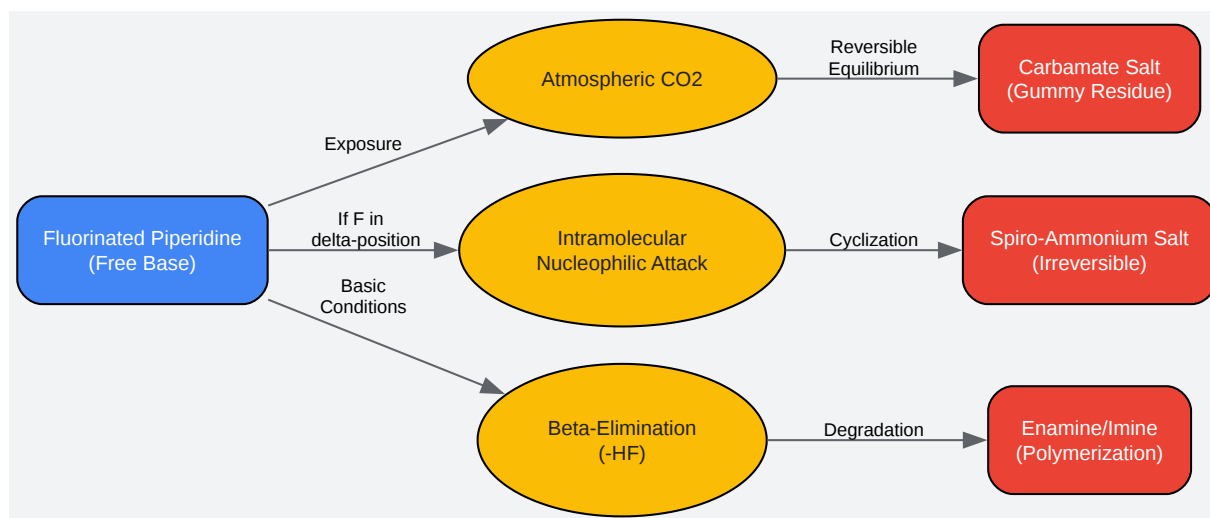 Fluorinated Piperidine
(Free Base)
Exposure
If F in
delta-position
Basic
Conditions
Atmospheric CO2
Intramolecular
Nucleophilic Attack
Beta-Elimination
(-HF)
Reversible
Equilibrium
Cyclization
Degradation
Carbamate Salt
(Gummy Residue)
Spiro-Ammonium Salt
(Irreversible)
Enamine/Imine
(Polymerization)